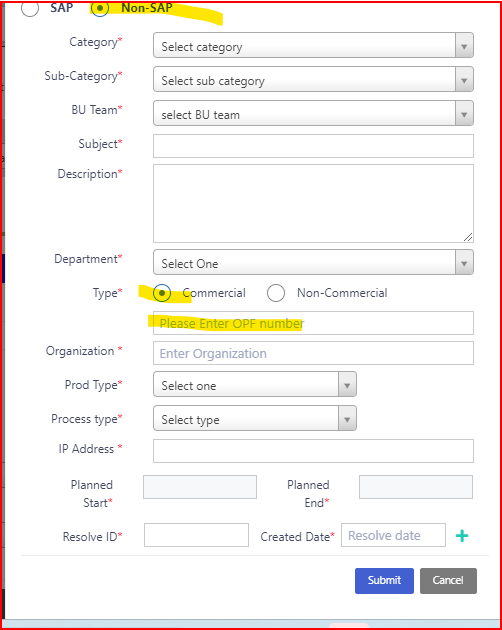 SAP Non-SAP
Category* Select category
Sub-Category* Select sub category
BU Team* select BU team
Subject*
Description*
Department* Select One
Type* Commercial Non-Commercial
Please Enter OPF number
Organization * Enter Organization
Prod Type* Select one
Process type* Select type
IP Address *
Planned Start* Planned End*
Resolve ID* Created Date* Resolve date +
Submit Cancel